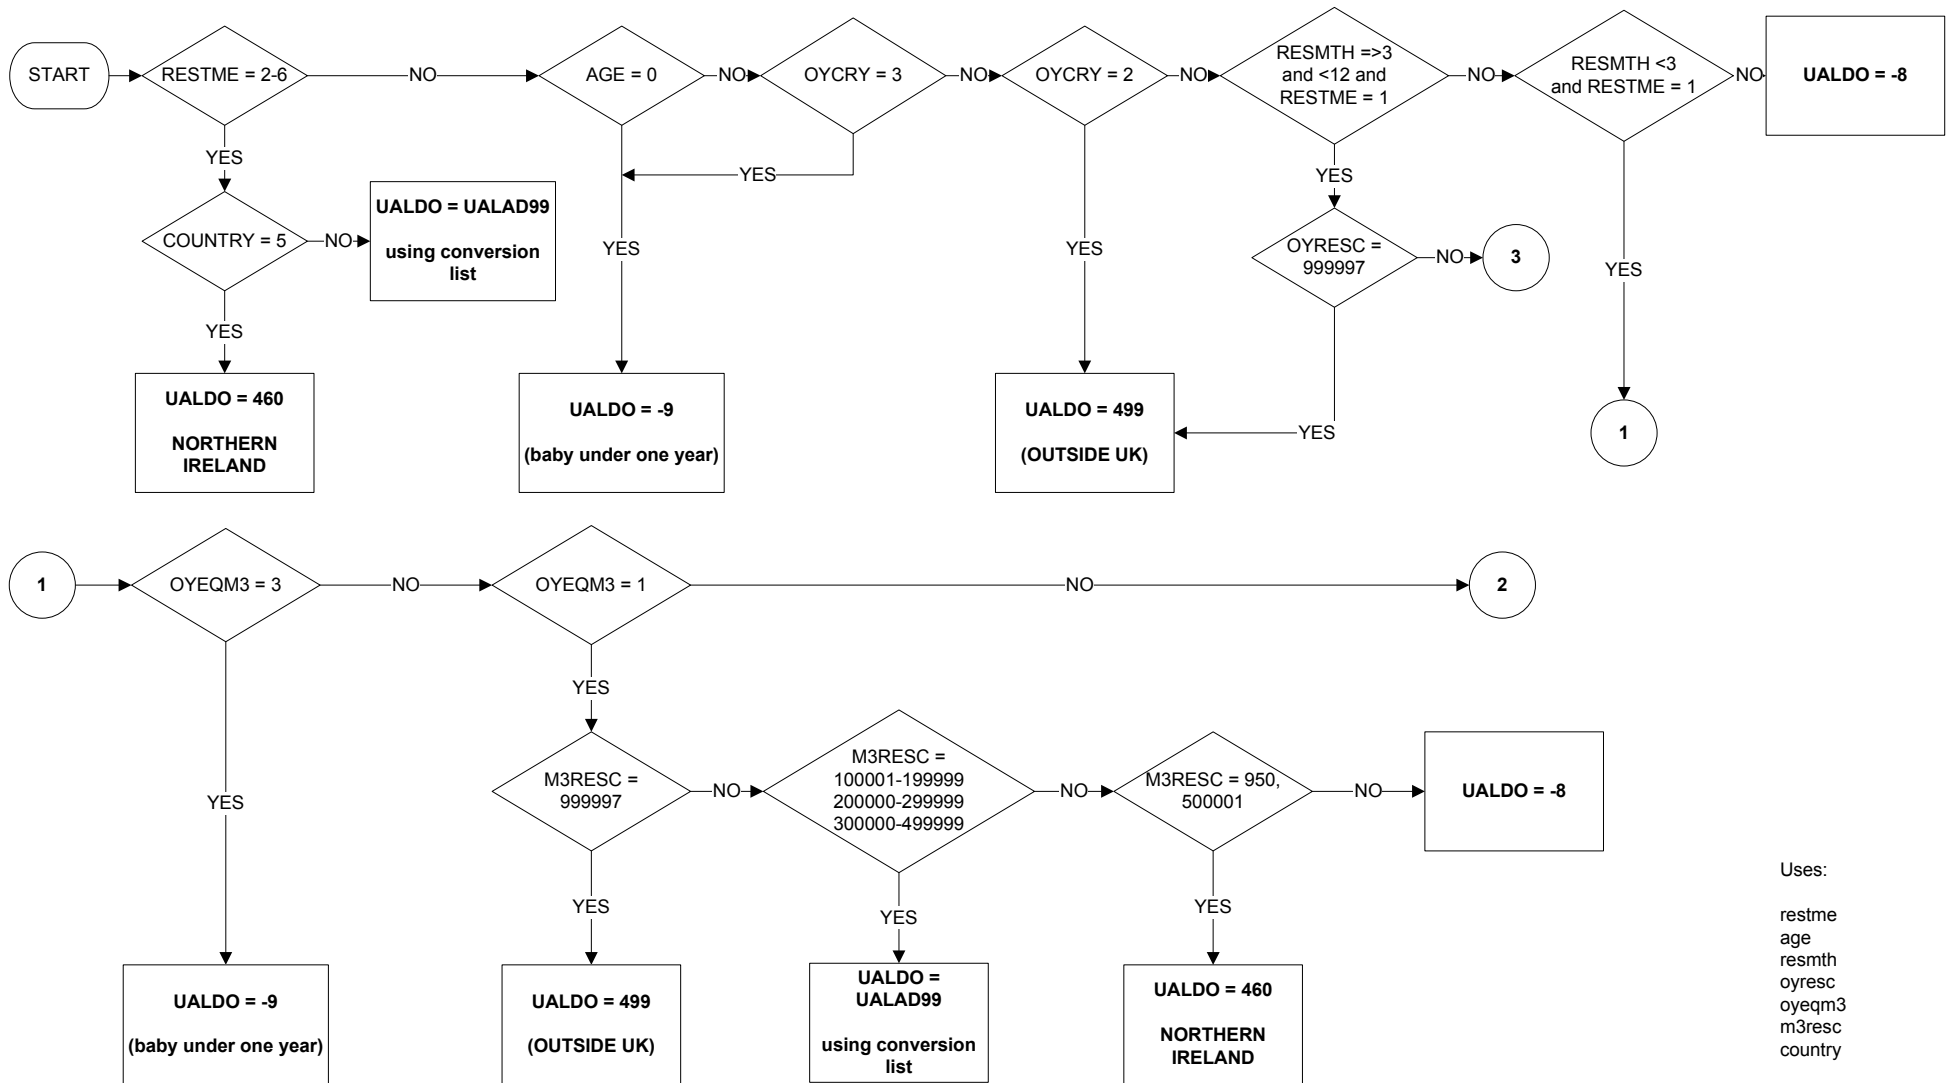 START
RESTME = 2-6
NO
AGE = 0
NO
OYCRY = 3
NO
OYCRY = 2
NO
RESMTH =>3
and <12 and
RESTME = 1
NO
RESMTH <3
and RESTME = 1
NO
UALDO = -8
YES
COUNTRY = 5
NO
UALDO = UALAD99
using conversion
list
YES
UALDO = 460
NORTHERN
IRELAND
YES
YES
UALDO = -9
(baby under one year)
YES
UALDO = 499
(OUTSIDE UK)
YES
OYRESC =
999997
NO
3
YES
YES
1
1
OYEQM3 = 3
NO
OYEQM3 = 1
NO
2
YES
UALDO = -9
(baby under one year)
YES
M3RESC =
999997
NO
M3RESC =
100001-199999
200000-299999
300000-499999
NO
M3RESC = 950,
500001
NO
UALDO = -8
YES
UALDO = 499
(OUTSIDE UK)
YES
UALDO =
UALAD99
using conversion
list
YES
UALDO = 460
NORTHERN
IRELAND
Uses:
restme
age
resmth
oyresc
oyeqm3
m3resc
country